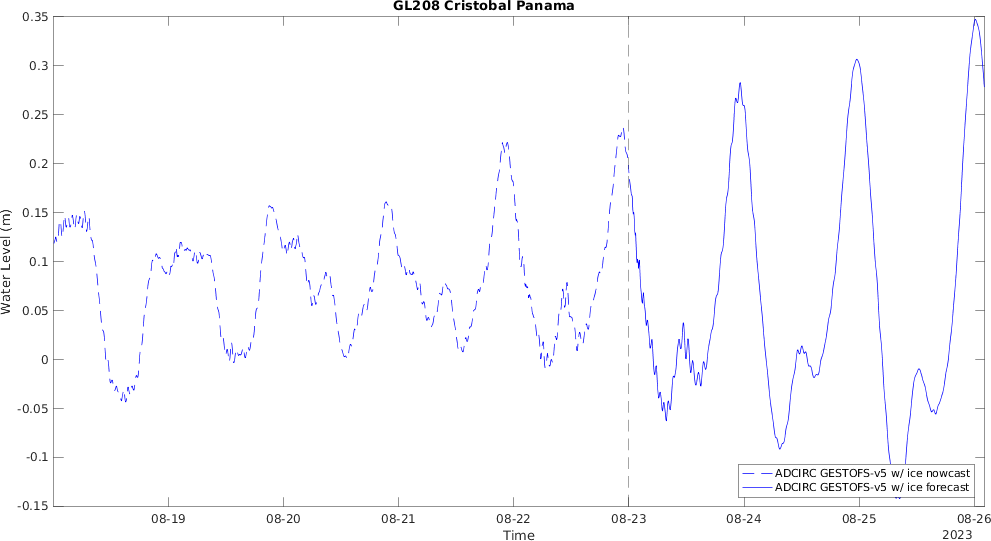 GL208 Cristobal Panama
0.35
0.3
0.25
0.2
0.15
0.1
0.05
0
-0.05
-0.1
-0.15
Water Level (m)
ADCIRC GESTOFS-v5 w/ ice nowcast
ADCIRC GESTOFS-v5 w/ ice forecast
08-19 08-20 08-21 08-22 08-23 08-24 08-25 08-26
Time
2023